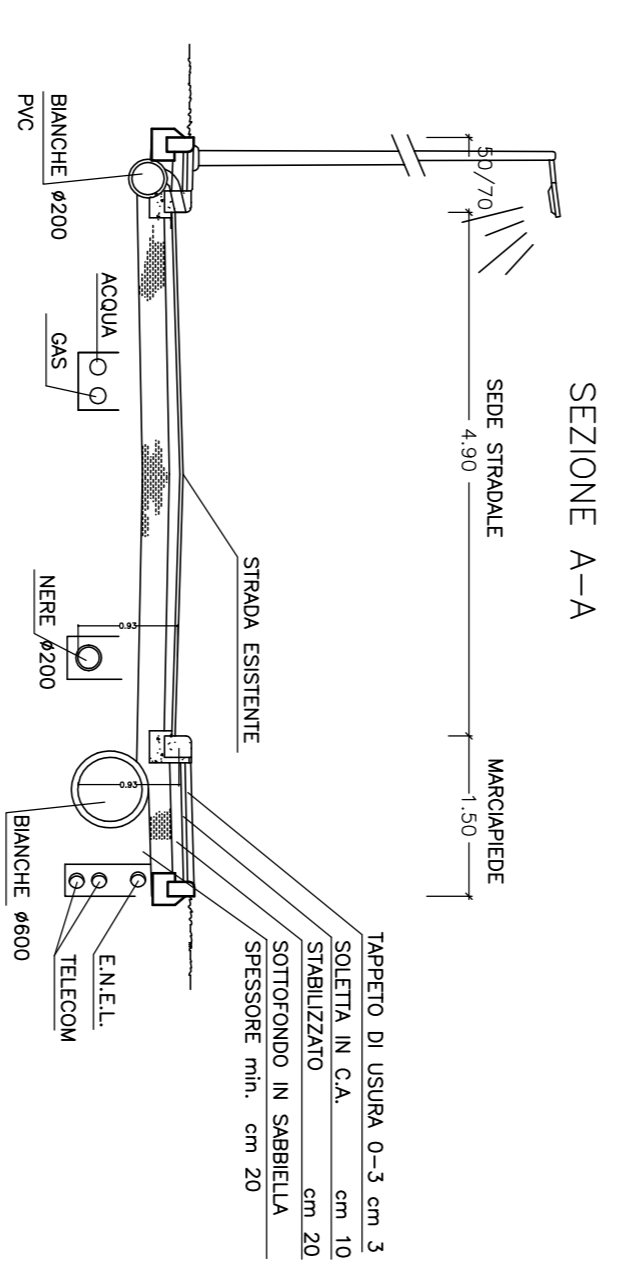 SEZIONE A-A
SEDE STRADALE
MARCIAPIEDE
50/70
4.90
1.50
TAPPETO DI USURA 0-3 cm 3
SOLETTA IN C.A. cm 10
STABILIZZATO cm 20
SOTTOFONDO IN SABBIELLA
SPESSORE min. cm 20
STRADA ESISTENTE
0.93
0.93
ACQUA
GAS
BIANCHE ø200
PVC
NERE ø200
BIANCHE ø600
E.N.E.L.
TELECOM